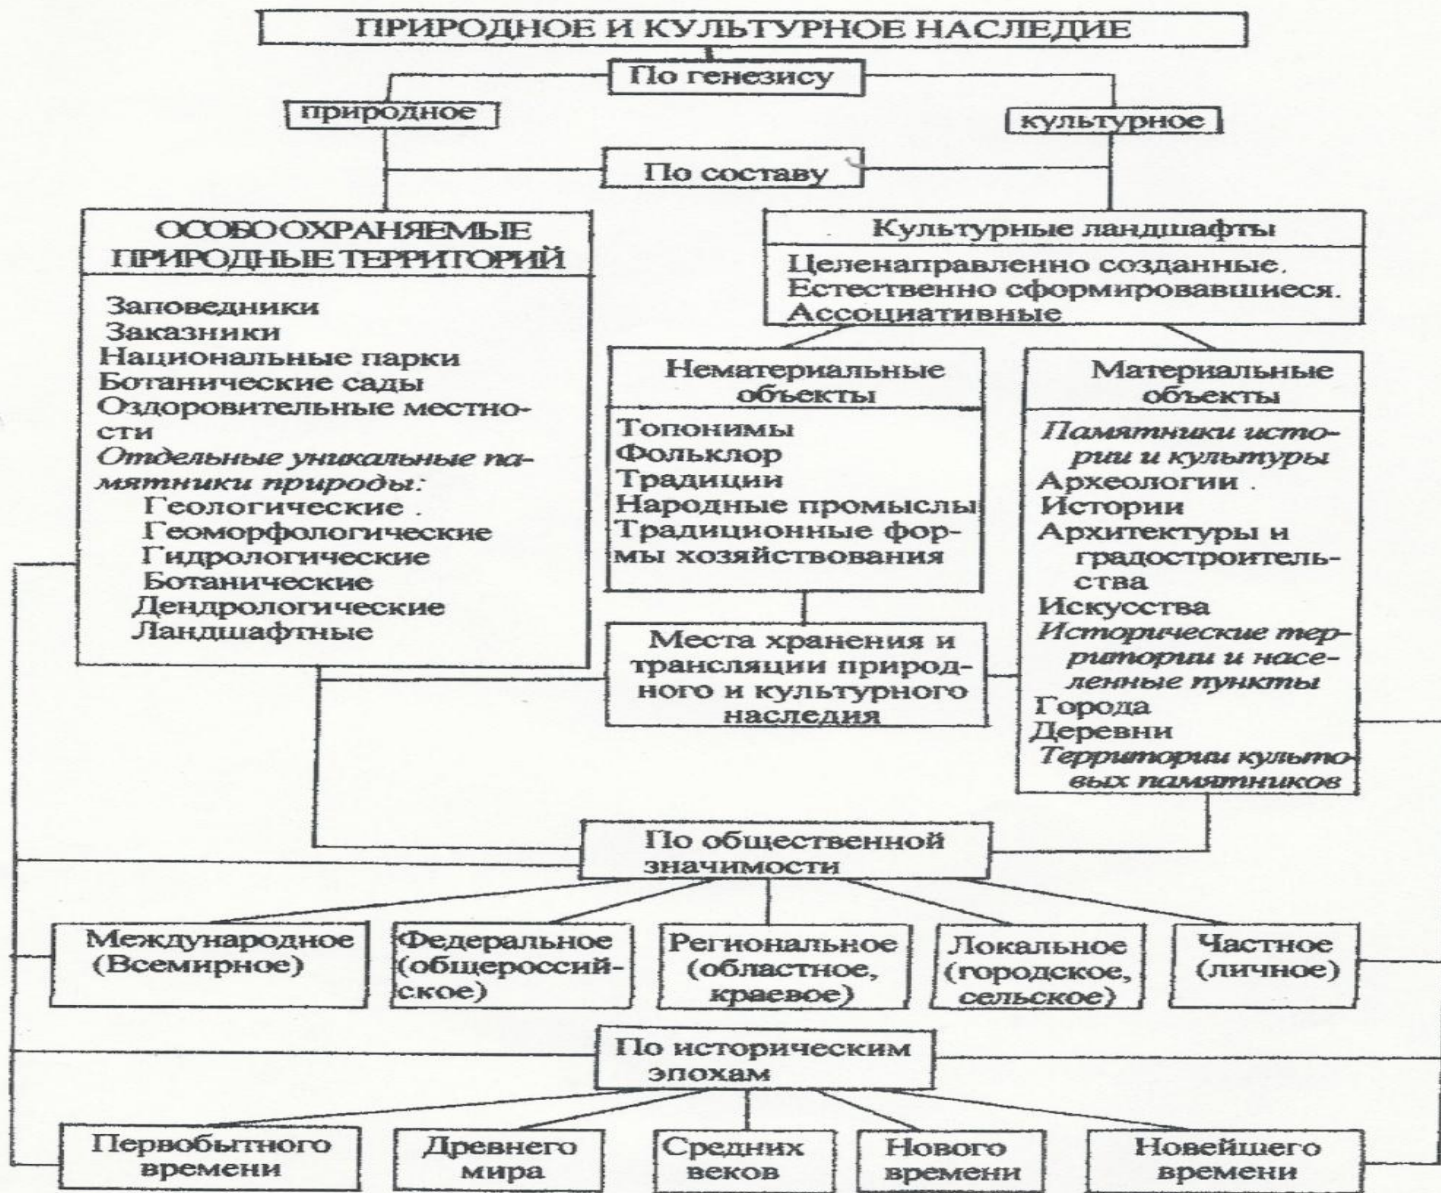 ПРИРОДНОЕ И КУЛЬТУРНОЕ НАСЛЕДИЕ
По генезису
природное
культурное
По составу
ОСОБО ОХРАНЯЕМЫЕ
ПРИРОДНЫЕ ТЕРРИТОРИЙ
Заповедники
Заказники
Национальные парки
Ботанические сады
Оздоровительные местно-
сти
Отдельные уникальные па-
мятники природы:
Геологические .
Геоморфологические
Гидрологические
Ботанические
Дендрологические
Ландшафтные
Культурные ландшафты
Целенаправленно созданные.
Естественно сформировавшиеся.
Ассоциативные
Нематериальные
объекты
Топонимы
Фольклор
Традиции
Народные промыслы
Традиционные фор-
мы хозяйствования
Материальные
объекты
Памятники исто-
рии и культуры
Археологии .
Истории
Архитектуры и
градостроитель-
ства
Искусства
Исторические тер-
ритории и насе-
ленные пункты
Города
Деревни
Территории культо-
вых памятников
Места хранения и
трансляции природ-
ного и культурного
наследия
По общественной
значимости
Международное
(Всемирное)
Федеральное
(общероссий-
ское)
Региональное
(областное,
краевое)
Локальное
(городское,
сельское)
Частное
(личное)
По историческим
эпохам
Первобытного
времени
Древнего
мира
Средних
веков
Нового
времени
Новейшего
времени